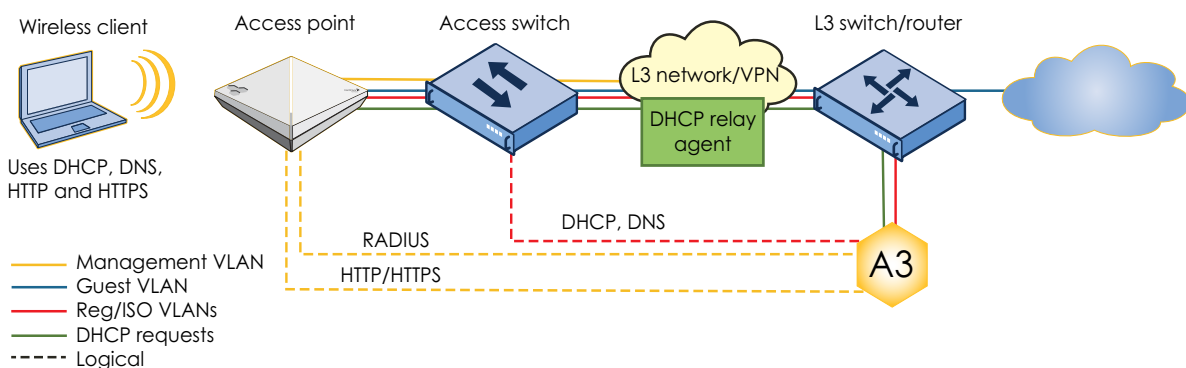 Wireless client
Access point
Access switch
L3 switch/router
L3 network/VPN
DHCP relay
agent
Uses DHCP, DNS,
HTTP and HTTPS
DHCP, DNS
RADIUS
HTTP/HTTPS
A3
Management VLAN
Guest VLAN
Reg/ISO VLANs
DHCP requests
Logical